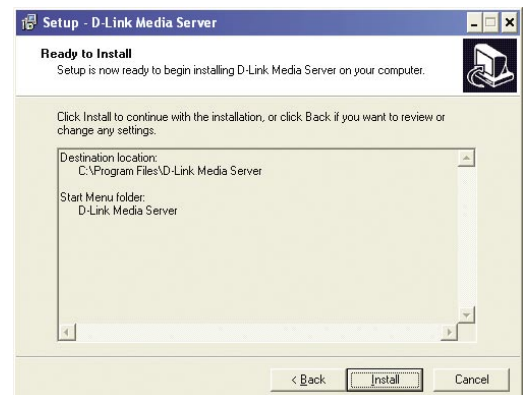 Setup - D-Link Media Server
Ready to Install
Setup is now ready to begin installing D-Link Media Server on your computer.
Click Install to continue with the installation, or click Back if you want to review or
change any settings.
Destination location:
C:\Program Files\D-Link Media Server
Start Menu folder:
D-Link Media Server
< Back
Install
Cancel